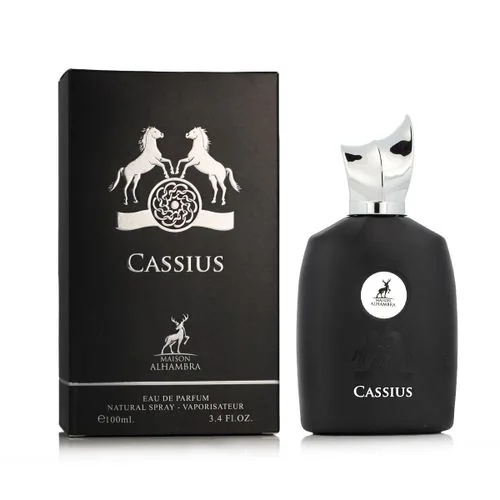 CASSIUS
MAISON
ALHAMBRA
EAU DE PARFUM
NATURAL SPRAY - VAPORISATEUR
℮100ml. 3.4 FL.OZ.
MAISON
ALHAMBRA
CASSIUS